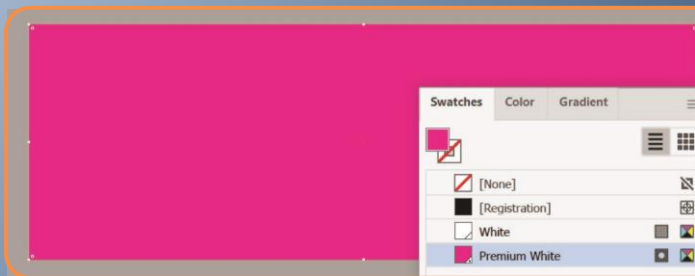 Swatches Color Gradient
[None]
[Registration]
White
Premium White